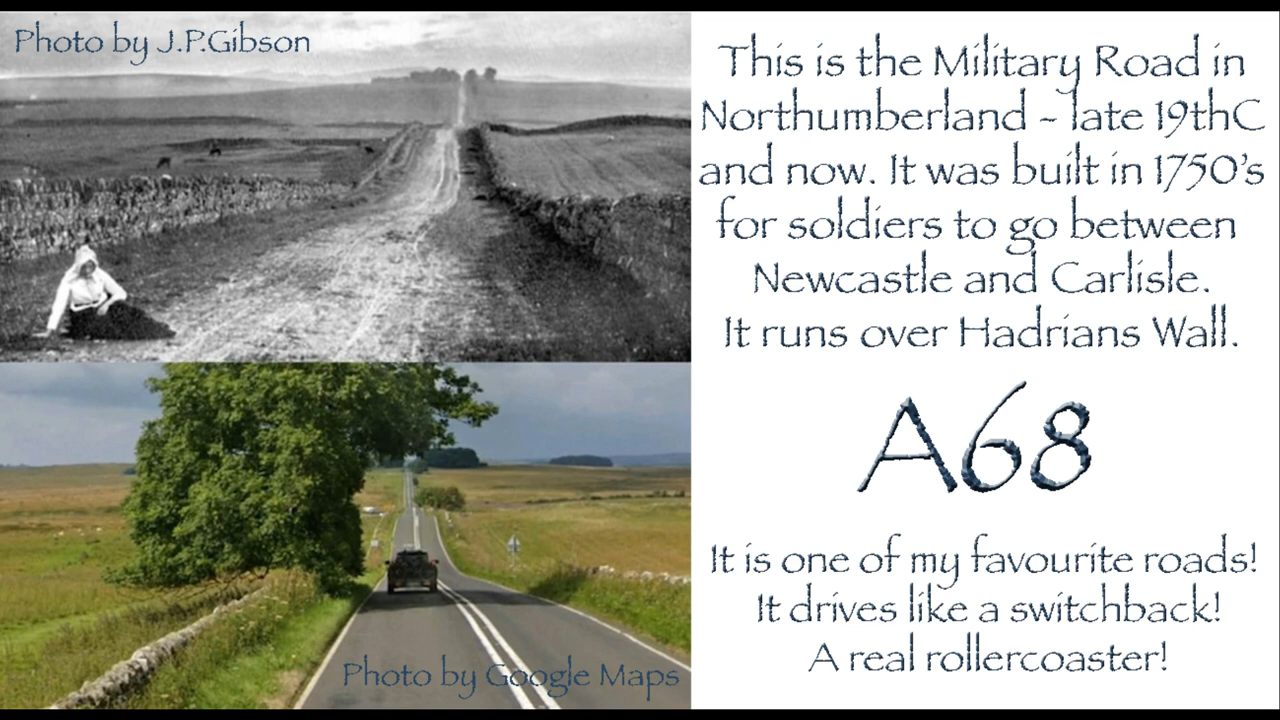 Photo by J.P.Gibson
This is the Military Road in
Northumberland - late 19thC
and now. It was built in 1750's
for soldiers to go between
Newcastle and Carlisle.
It runs over Hadrians Wall.
A68
It is one of my favourite roads!
It drives like a switchback!
A real rollercoaster!
Photo by Google Maps